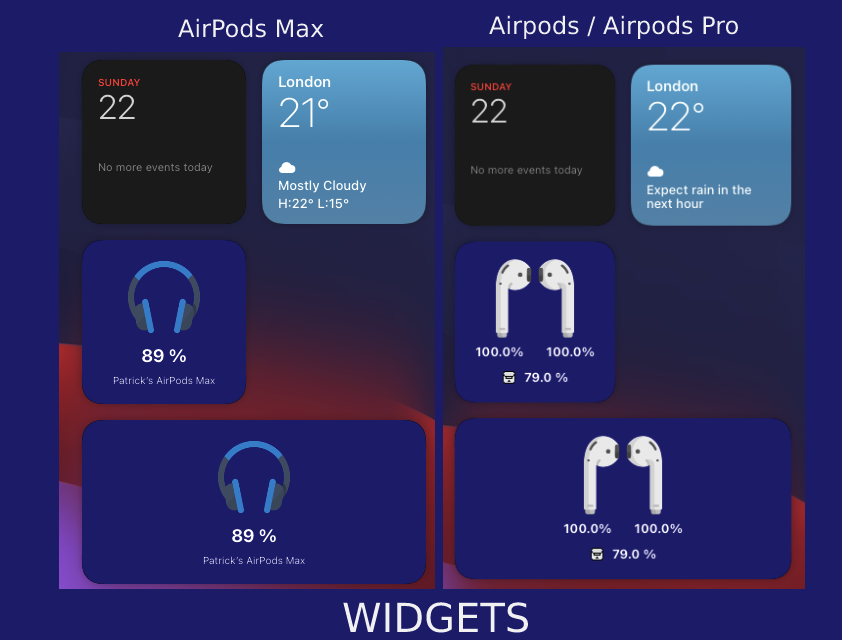 AirPods Max
SUNDAY
22
No more events today
London
21°
Mostly Cloudy
H:22° L:15°
89 %
Patrick's AirPods Max
89 %
Patrick's AirPods Max
Airpods / Airpods Pro
SUNDAY
22
No more events today
London
22°
Expect rain in the
next hour
100.0% 100.0%
79.0 %
100.0% 100.0%
79.0 %
WIDGETS